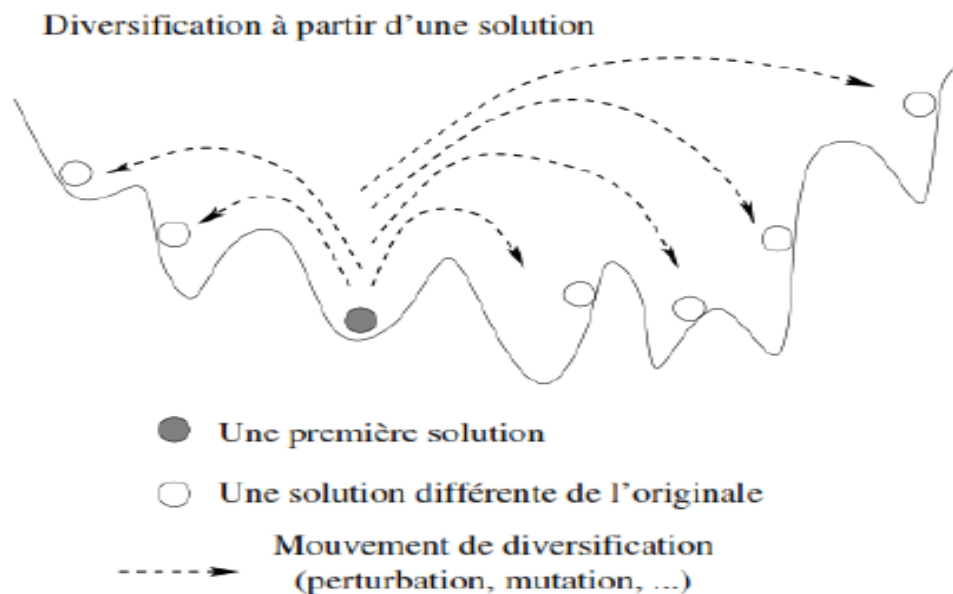 Diversification à partir d'une solution
Une première solution
Une solution différente de l'originale
Mouvement de diversification
(perturbation, mutation, ...)